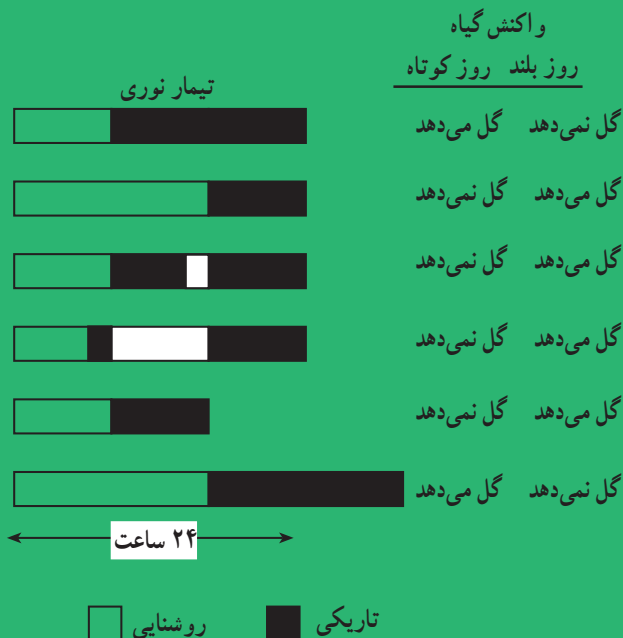 واکنش گیاه
روز بلند روز کوتاه
تیمار نوری
گل نمی‌دهد گل می‌دهد
گل می‌دهد گل نمی‌دهد
گل می‌دهد گل نمی‌دهد
گل می‌دهد گل نمی‌دهد
گل می‌دهد گل نمی‌دهد
گل نمی‌دهد گل می‌دهد
۲۴ ساعت
تاریکی روشنایی